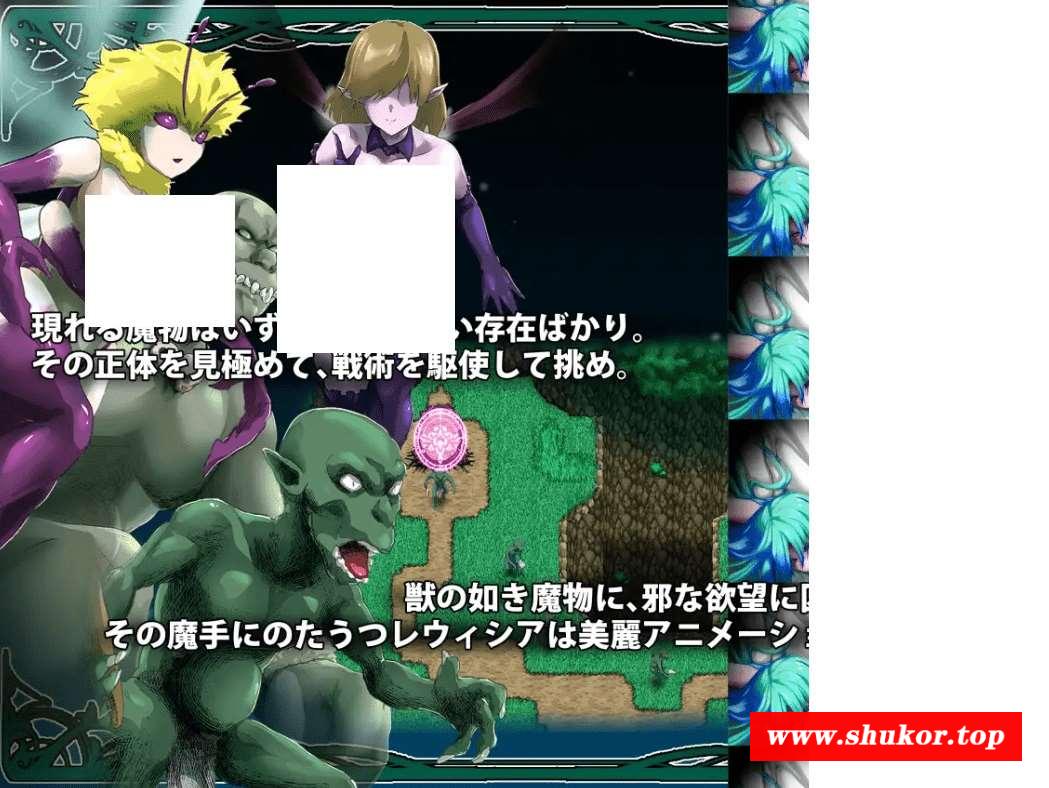 現れる魔物はいず い存在ばかり。
その正体を見極めて、戦術を駆使して挑め。
獣の如き魔物に、邪な欲望に
その魔手にのたうつレウィシアは美麗アニメーショ
www.shukor.top